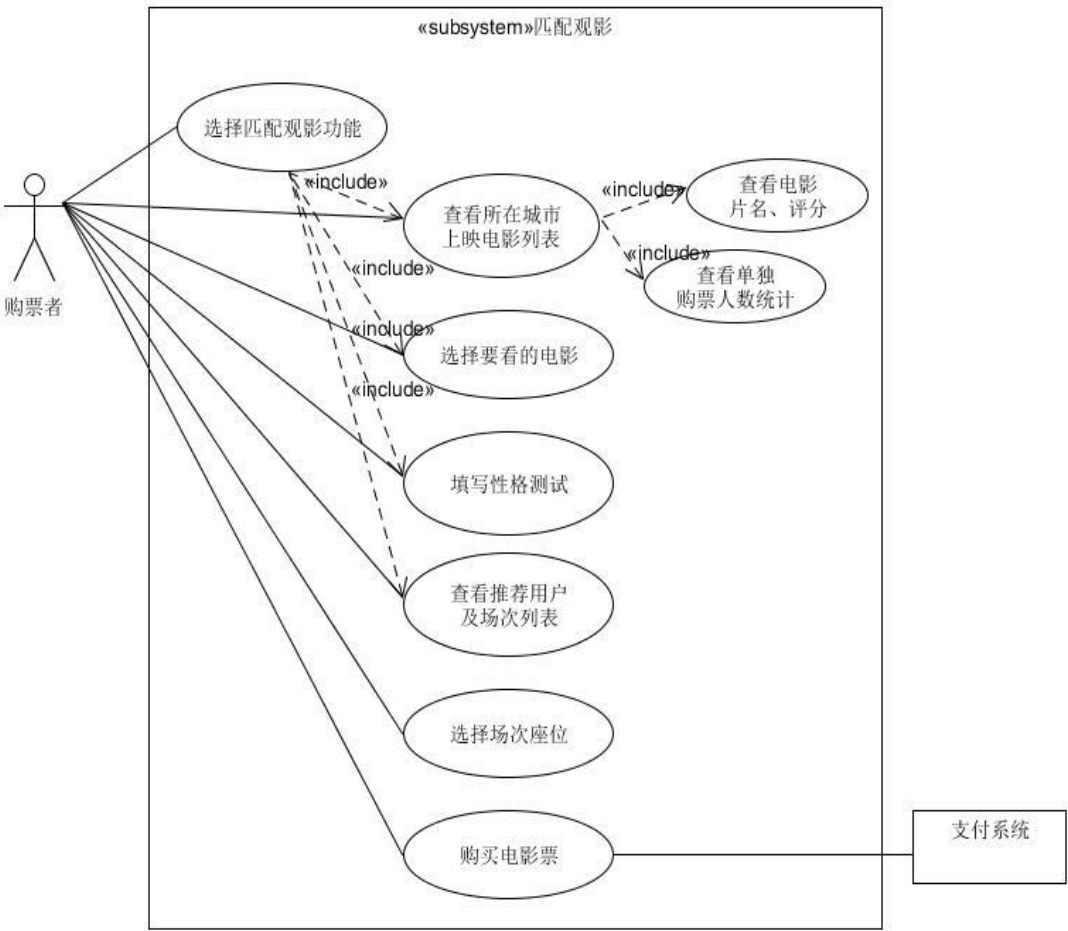 «subsystem»匹配观影
选择匹配观影功能
«include»
查看所在城市
上映电影列表
«include»
查看电影
片名、评分
«include»
查看单独
购票人数统计
购票者
«include»
«include»
选择要看的电影
«include»
填写性格测试
查看推荐用户
及场次列表
选择场次座位
购买电影票
支付系统